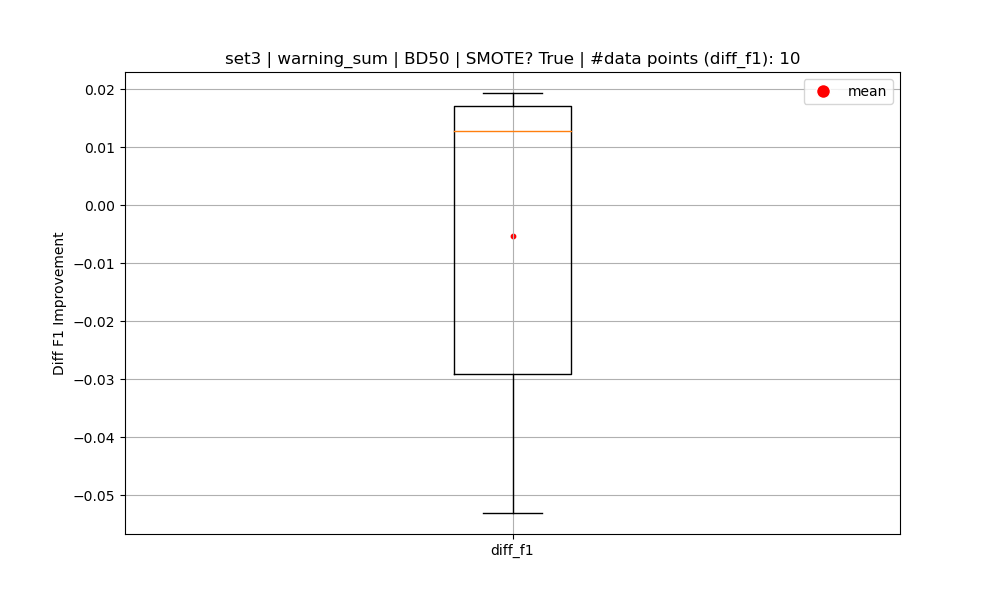 set3 | warning_sum | BD50 | SMOTE? True | #data points (diff_f1): 10
mean
0.02
0.01
0.00
−0.01
−0.02
−0.03
−0.04
−0.05
Diff F1 Improvement
diff_f1